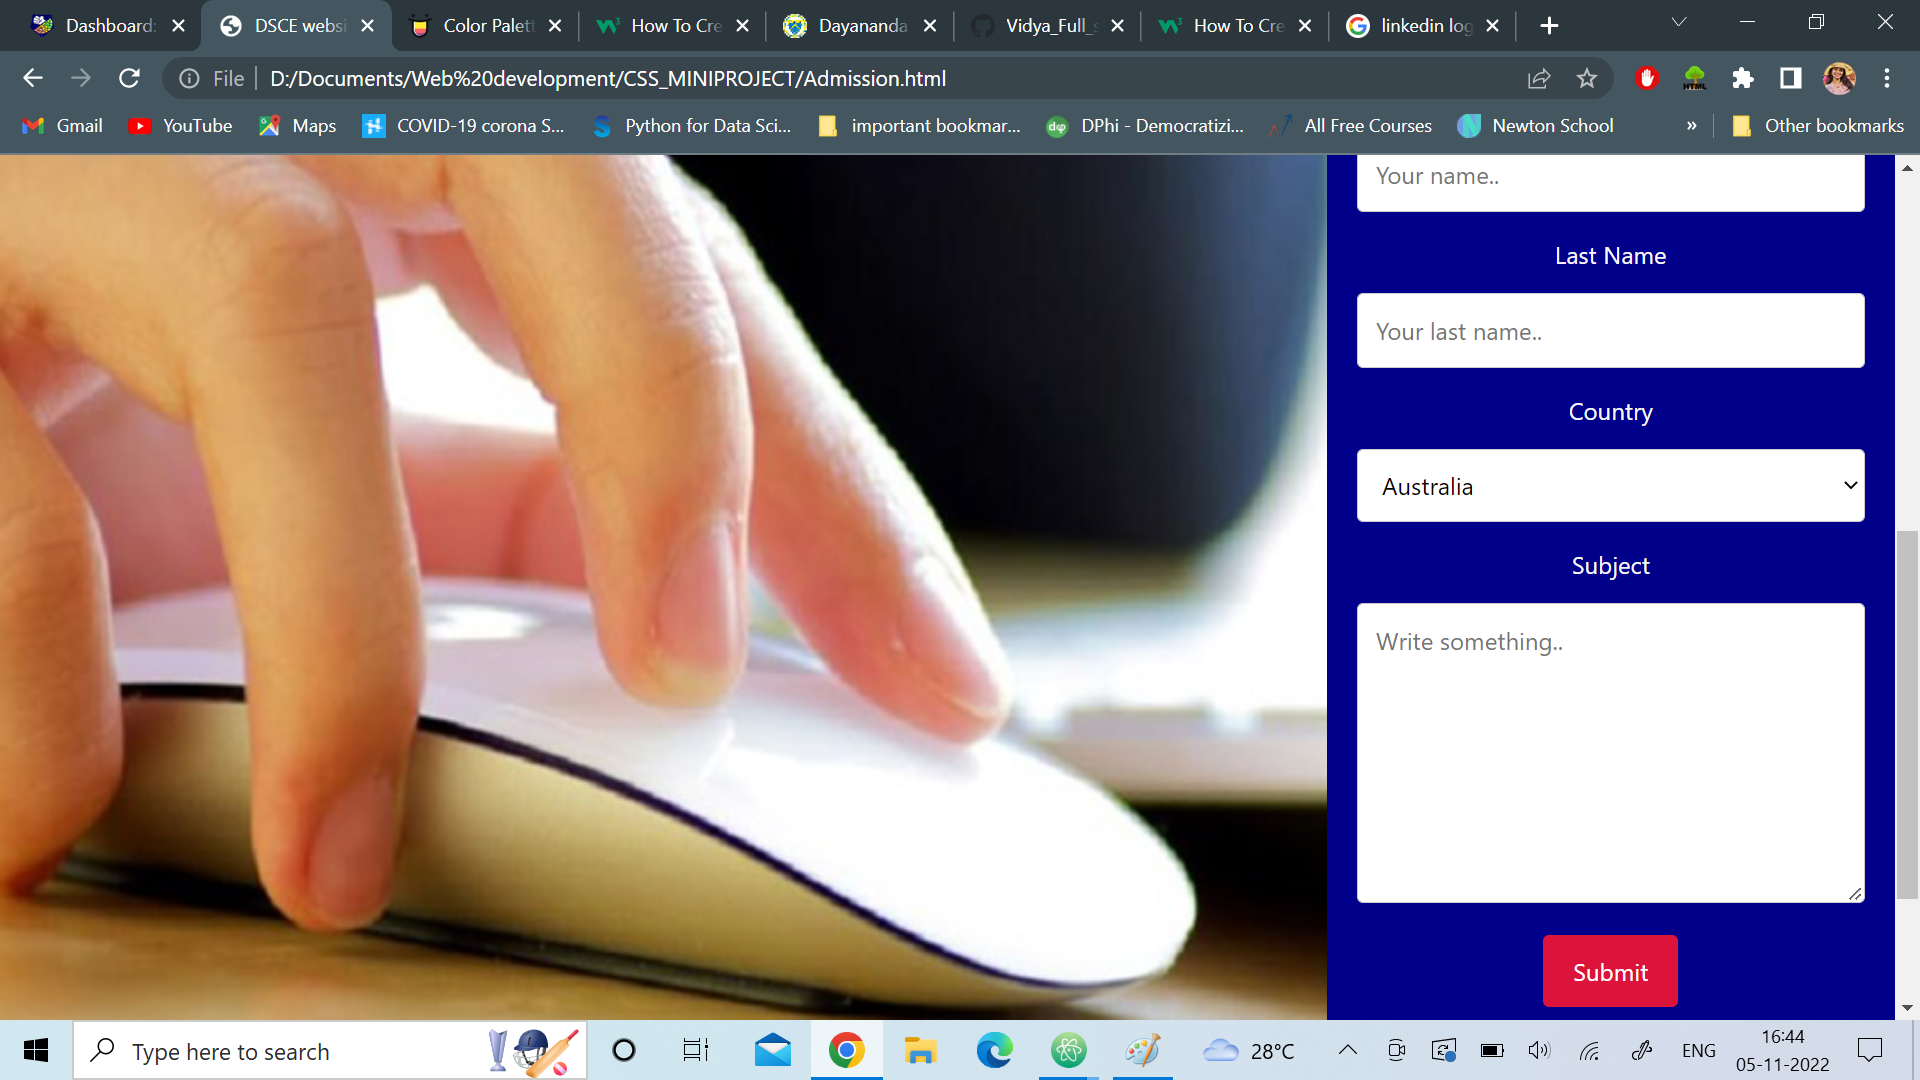 Dashboard:
DSCE websi
Color Palett
How To Cre
Dayananda
Vidya_Full_s
How To Cre
linkedin log
File
D:/Documents/Web%20development/CSS_MINIPROJECT/Admission.html
HTML
Gmail
YouTube
Maps
COVID-19 corona S...
Python for Data Sci...
important bookmar...
DPhi - Democratizi...
All Free Courses
Newton School
»
Other bookmarks
Your name..
Last Name
Your last name..
Country
Australia
Subject
Write something..
Submit
Type here to search
28°C
ENG
16:44
05-11-2022